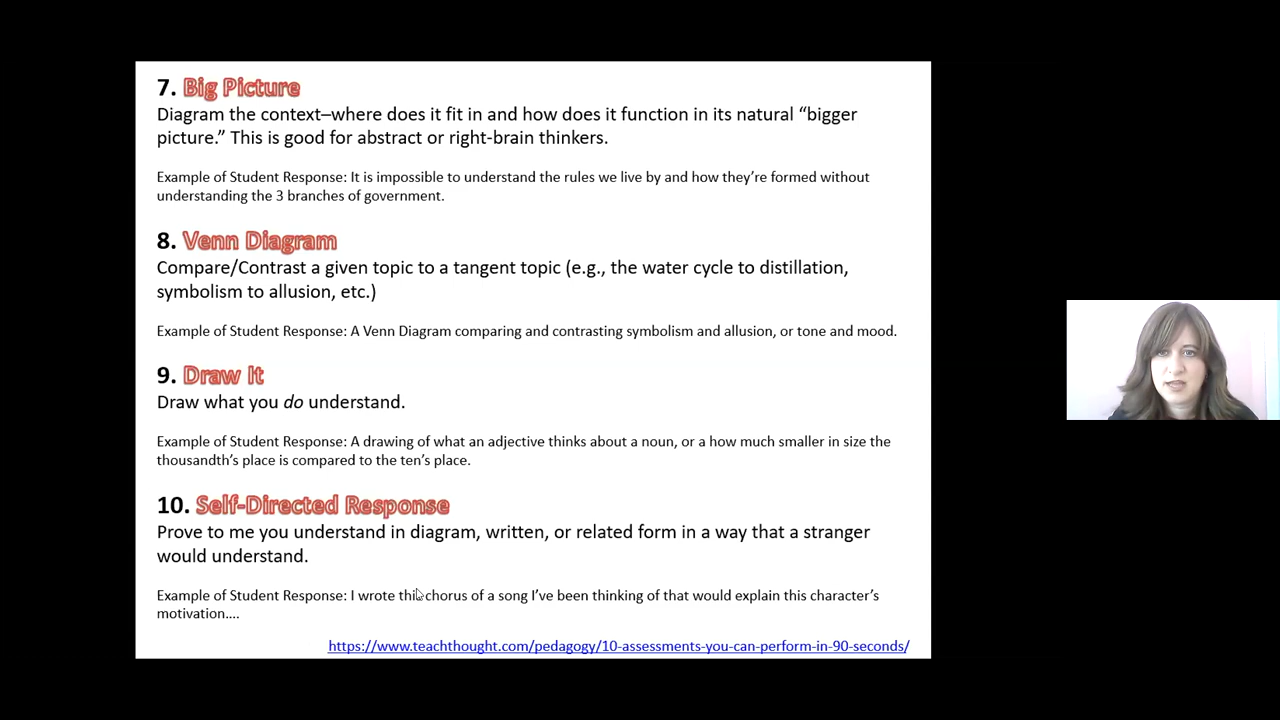 7. Big Picture
Diagram the context–where does it fit in and how does it function in its natural “bigger
picture.” This is good for abstract or right-brain thinkers.
Example of Student Response: It is impossible to understand the rules we live by and how they’re formed without
understanding the 3 branches of government.
8. Venn Diagram
Compare/Contrast a given topic to a tangent topic (e.g., the water cycle to distillation,
symbolism to allusion, etc.)
Example of Student Response: A Venn Diagram comparing and contrasting symbolism and allusion, or tone and mood.
9. Draw It
Draw what you do understand.
Example of Student Response: A drawing of what an adjective thinks about a noun, or a how much smaller in size the
thousandth’s place is compared to the ten’s place.
10. Self-Directed Response
Prove to me you understand in diagram, written, or related form in a way that a stranger
would understand.
Example of Student Response: I wrote this chorus of a song I’ve been thinking of that would explain this character’s
motivation….
https://www.teachthought.com/pedagogy/10-assessments-you-can-perform-in-90-seconds/